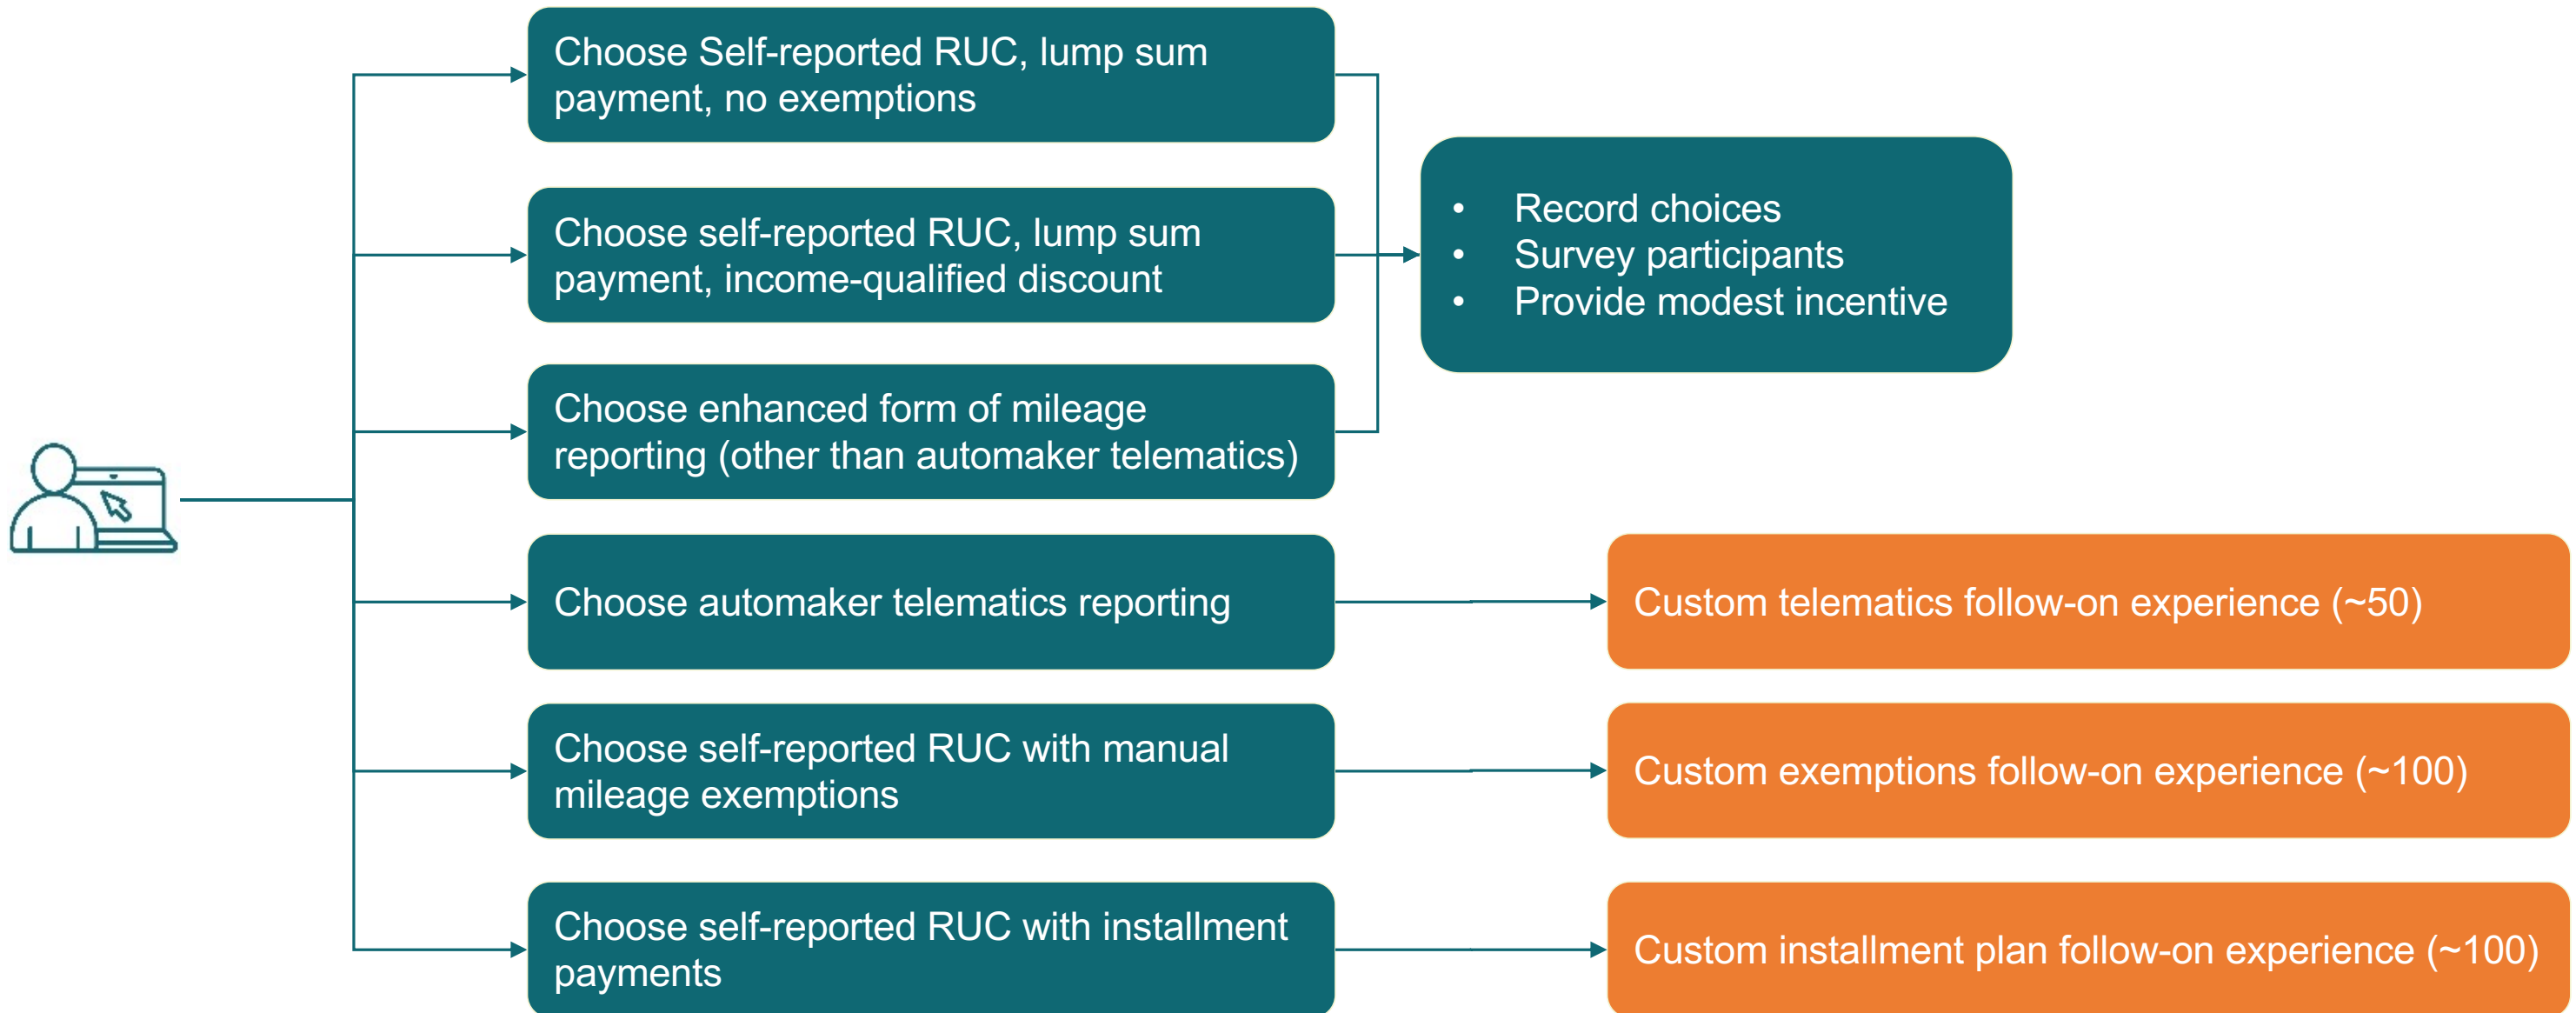 Choose Self-reported RUC, lump sum
payment, no exemptions
Choose self-reported RUC, lump sum
payment, income-qualified discount
Choose enhanced form of mileage
reporting (other than automaker telematics)
• Record choices
• Survey participants
• Provide modest incentive
Choose automaker telematics reporting
Custom telematics follow-on experience (~50)
Choose self-reported RUC with manual
mileage exemptions
Custom exemptions follow-on experience (~100)
Choose self-reported RUC with installment
payments
Custom installment plan follow-on experience (~100)